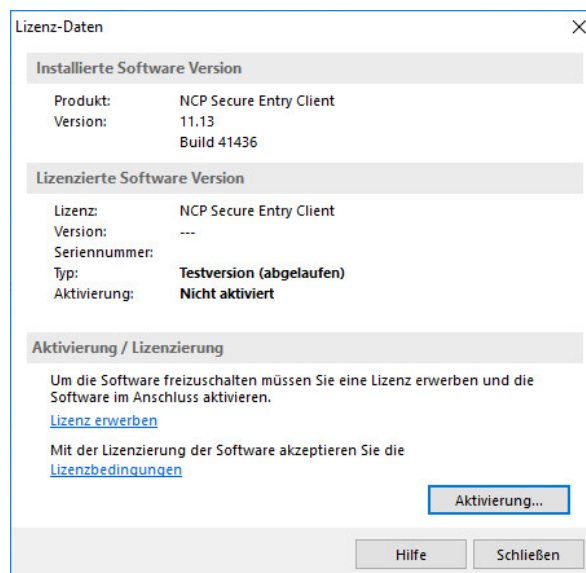 Lizenz-Daten
Installierte Software Version
Produkt: NCP Secure Entry Client
Version: 11.13
Build 41436
Lizenzierte Software Version
Lizenz: NCP Secure Entry Client
Version: ---
Seriennummer:
Typ: Testversion (abgelaufen)
Aktivierung: Nicht aktiviert
Aktivierung / Lizenzierung
Um die Software freizuschalten müssen Sie eine Lizenz erwerben und die
Software im Anschluss aktivieren.
Lizenz erwerben
Mit der Lizenzierung der Software akzeptieren Sie die
Lizenzbedingungen
Aktivierung...
Hilfe Schließen